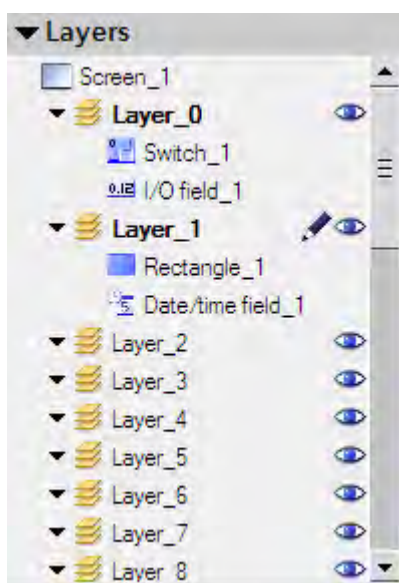 Layers
Screen_1
Layer_0
Switch_1
I/O field_1
Layer_1
Rectangle_1
Date/time field_1
Layer_2
Layer_3
Layer_4
Layer_5
Layer_6
Layer_7
Layer_8